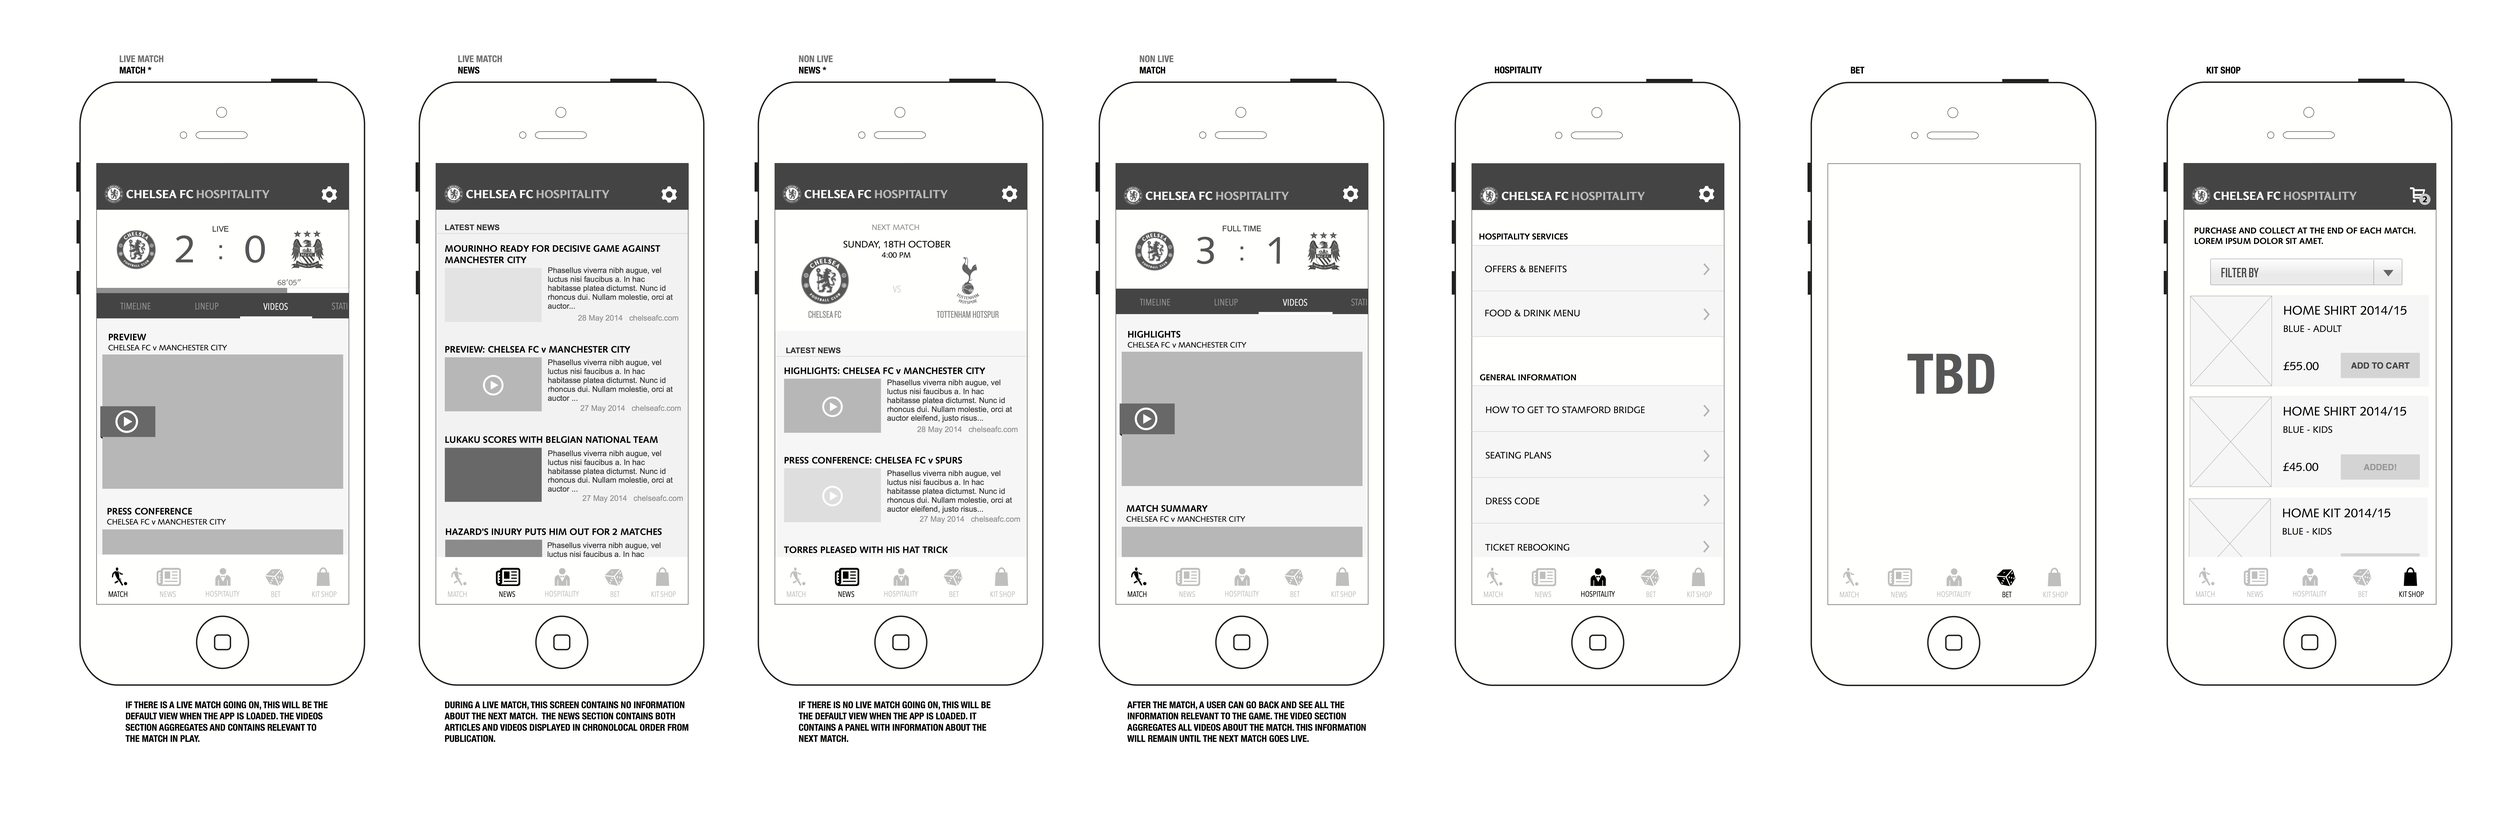 LIVE MATCH
MATCH *
CHELSEA FC HOSPITALITY
CHELSEA
FOOTBALL CLUB
LIVE
2 : 0
68'05"
TIMELINE LINEUP VIDEOS STATI
PREVIEW
CHELSEA FC v MANCHESTER CITY
PRESS CONFERENCE
CHELSEA FC v MANCHESTER CITY
MATCH NEWS HOSPITALITY BET KIT SHOP
IF THERE IS A LIVE MATCH GOING ON, THIS WILL BE THE
DEFAULT VIEW WHEN THE APP IS LOADED. THE VIDEOS
SECTION AGGREGATES AND CONTAINS RELEVANT TO
THE MATCH IN PLAY.
LIVE MATCH
NEWS
CHELSEA FC HOSPITALITY
LATEST NEWS
MOURINHO READY FOR DECISIVE GAME AGAINST
MANCHESTER CITY
Phasellus viverra nibh augue, vel
luctus nisi faucibus a. In hac
habitasse platea dictumst. Nunc id
rhoncus dui. Nullam molestie, orci at
auctor...
28 May 2014 chelseafc.com
PREVIEW: CHELSEA FC v MANCHESTER CITY
Phasellus viverra nibh augue, vel
luctus nisi faucibus a. In hac
habitasse platea dictumst. Nunc id
rhoncus dui. Nullam molestie, orci at
auctor ...
27 May 2014 chelseafc.com
LUKAKU SCORES WITH BELGIAN NATIONAL TEAM
Phasellus viverra nibh augue, vel
luctus nisi faucibus a. In hac
habitasse platea dictumst. Nunc id
rhoncus dui. Nullam molestie, orci at
auctor ...
27 May 2014 chelseafc.com
HAZARD'S INJURY PUTS HIM OUT FOR 2 MATCHES
Phasellus viverra nibh augue, vel
luctus nisi faucibus a. In hac
MATCH NEWS HOSPITALITY BET KIT SHOP
DURING A LIVE MATCH, THIS SCREEN CONTAINS NO INFORMATION
ABOUT THE NEXT MATCH. THE NEWS SECTION CONTAINS BOTH
ARTICLES AND VIDEOS DISPLAYED IN CHRONOLOCAL ORDER FROM
PUBLICATION.
NON LIVE
NEWS *
CHELSEA FC HOSPITALITY
NEXT MATCH
SUNDAY, 18TH OCTOBER
4:00 PM
CHELSEA
FOOTBALL CLUB
VS
TOTTENHAM
HOTSPUR
CHELSEA FC TOTTENHAM HOTSPUR
LATEST NEWS
HIGHLIGHTS: CHELSEA FC v MANCHESTER CITY
Phasellus viverra nibh augue, vel
luctus nisi faucibus a. In hac
habitasse platea dictumst. Nunc id
rhoncus dui. Nullam molestie, orci at
auctor eleifend, justo risus...
28 May 2014 chelseafc.com
PRESS CONFERENCE: CHELSEA FC v SPURS
Phasellus viverra nibh augue, vel
luctus nisi faucibus a. In hac
habitasse platea dictumst. Nunc id
rhoncus dui. Nullam molestie, orci at
auctor eleifend, justo risus...
27 May 2014 chelseafc.com
TORRES PLEASED WITH HIS HAT TRICK
MATCH NEWS HOSPITALITY BET KIT SHOP
IF THERE IS NO LIVE MATCH GOING ON, THIS WILL BE
THE DEFAULT VIEW WHEN THE APP IS LOADED. IT
CONTAINS A PANEL WITH INFORMATION ABOUT THE
NEXT MATCH.
NON LIVE
MATCH
CHELSEA FC HOSPITALITY
CHELSEA
FOOTBALL CLUB
FULL TIME
3 : 1
TIMELINE LINEUP VIDEOS STATI
HIGHLIGHTS
CHELSEA FC v MANCHESTER CITY
MATCH SUMMARY
CHELSEA FC v MANCHESTER CITY
MATCH NEWS HOSPITALITY BET KIT SHOP
AFTER THE MATCH, A USER CAN GO BACK AND SEE ALL THE
INFORMATION RELEVANT TO THE GAME. THE VIDEO SECTION
AGGREGATES ALL VIDEOS ABOUT THE MATCH. THIS INFORMATION
WILL REMAIN UNTIL THE NEXT MATCH GOES LIVE.
HOSPITALITY
CHELSEA FC HOSPITALITY
HOSPITALITY SERVICES
OFFERS & BENEFITS
FOOD & DRINK MENU
GENERAL INFORMATION
HOW TO GET TO STAMFORD BRIDGE
SEATING PLANS
DRESS CODE
TICKET REBOOKING
MATCH NEWS HOSPITALITY BET KIT SHOP
BET
TBD
MATCH NEWS HOSPITALITY BET KIT SHOP
KIT SHOP
CHELSEA FC HOSPITALITY
2
PURCHASE AND COLLECT AT THE END OF EACH MATCH.
LOREM IPSUM DOLOR SIT AMET.
FILTER BY
HOME SHIRT 2014/15
BLUE - ADULT
£55.00 ADD TO CART
HOME SHIRT 2014/15
BLUE - KIDS
£45.00 ADDED!
HOME KIT 2014/15
BLUE - KIDS
MATCH NEWS HOSPITALITY BET KIT SHOP